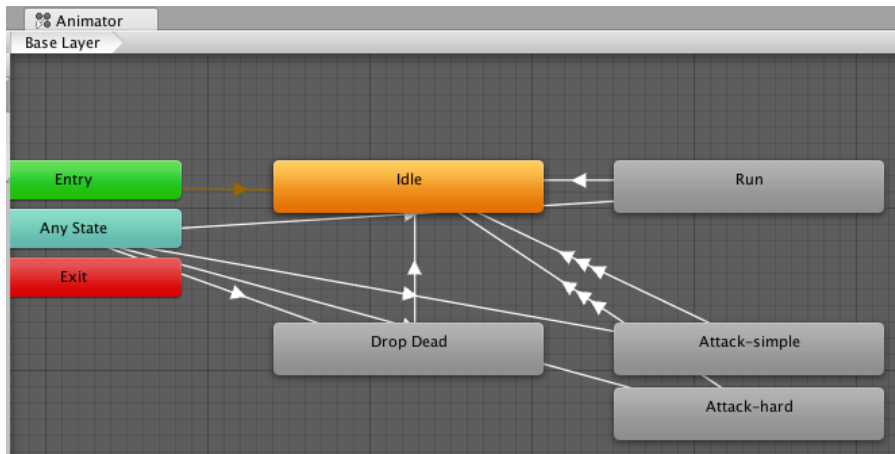 Animator
Base Layer
Entry
Idle
Run
Any State
Exit
Drop Dead
Attack-simple
Attack-hard